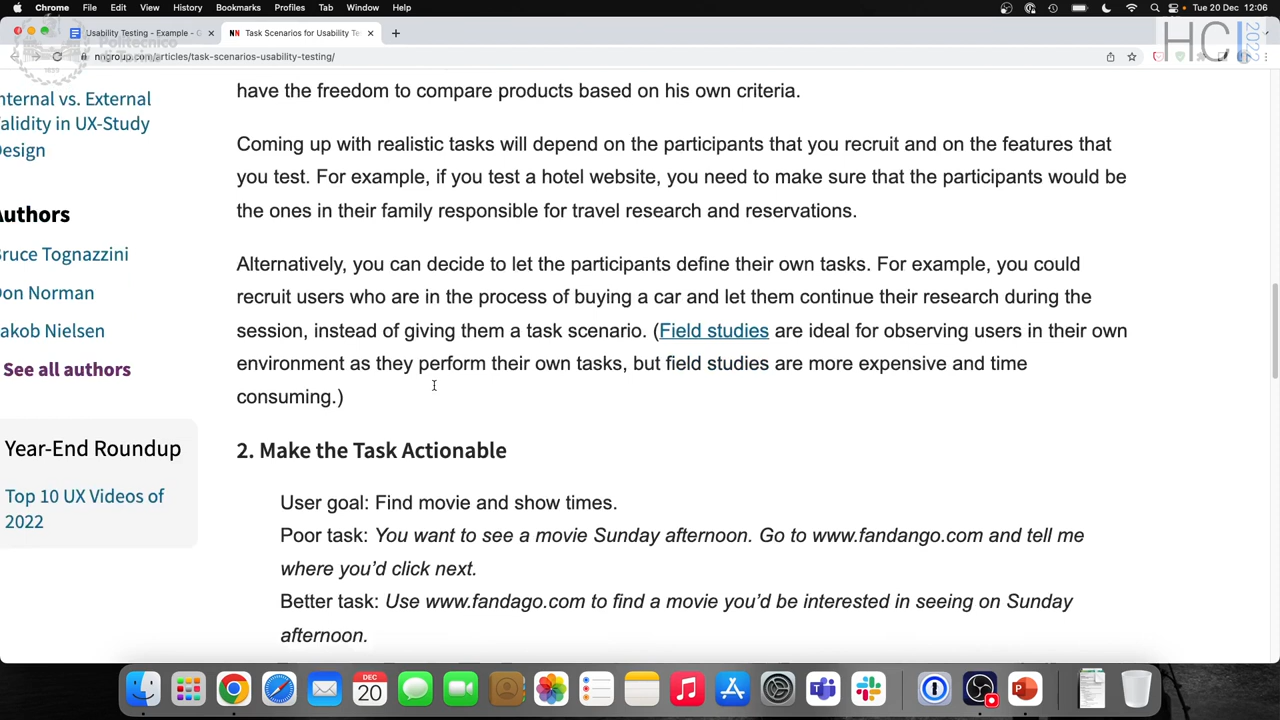 Chrome File Edit View History Bookmarks Profiles Tab Window Help Tue 20 Dec 12:06
Usability Testing - Example - G
Task Scenarios for Usability Te
Politecnico
HCI
2022
nngroup.com/articles/task-scenarios-usability-testing/
have the freedom to compare products based on his own criteria.
nternal vs. External
alidity in UX-Study
Design
Coming up with realistic tasks will depend on the participants that you recruit and on the features that
you test. For example, if you test a hotel website, you need to make sure that the participants would be
the ones in their family responsible for travel research and reservations.
Authors
Bruce Tognazzini
Don Norman
akob Nielsen
See all authors
Alternatively, you can decide to let the participants define their own tasks. For example, you could
recruit users who are in the process of buying a car and let them continue their research during the
session, instead of giving them a task scenario. (Field studies are ideal for observing users in their own
environment as they perform their own tasks, but field studies are more expensive and time
consuming.)
Year-End Roundup
Top 10 UX Videos of
2022
2. Make the Task Actionable
User goal: Find movie and show times.
Poor task: You want to see a movie Sunday afternoon. Go to www.fandango.com and tell me
where you’d click next.
Better task: Use www.fandago.com to find a movie you’d be interested in seeing on Sunday
afternoon.
DEC
20